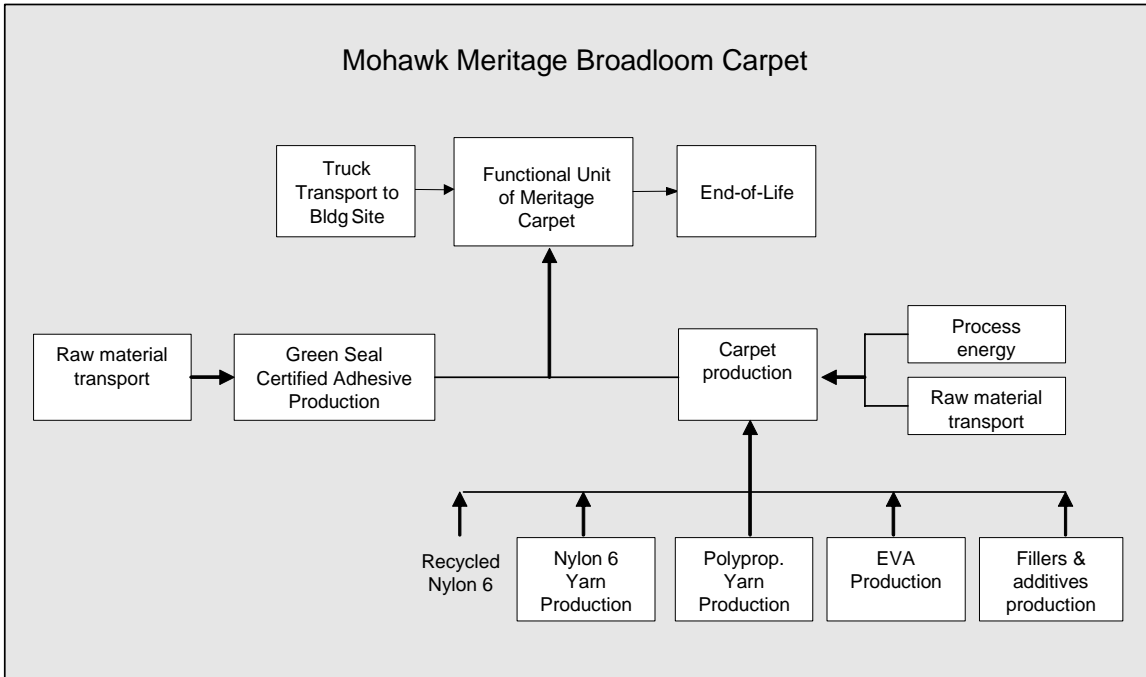 Mohawk Meritage Broadloom Carpet
Truck
Transport to
Bldg Site
Functional Unit
of Meritage
Carpet
End-of-Life
Raw material
transport
Green Seal
Certified Adhesive
Production
Carpet
production
Process
energy
Raw material
transport
Recycled
Nylon 6
Nylon 6
Yarn
Production
Polyprop.
Yarn
Production
EVA
Production
Fillers &
additives
production